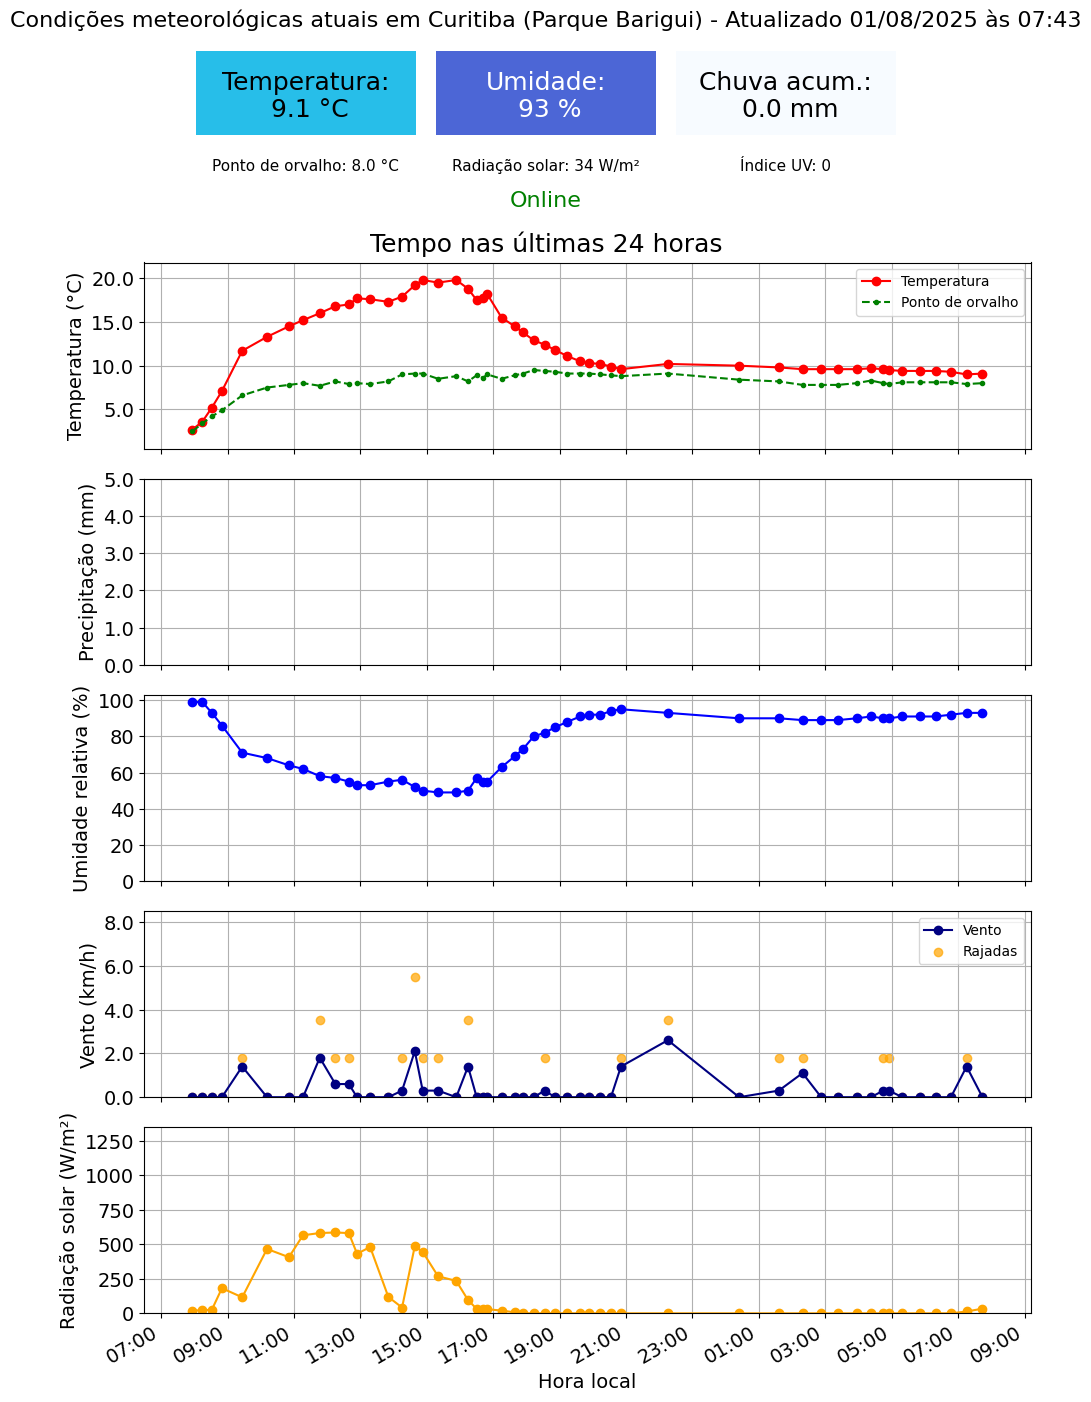 Condições meteorológicas atuais em Curitiba (Parque Barigui) - Atualizado 01/08/2025 às 07:43
Temperatura:
9.1 °C
Umidade:
93 %
Chuva acum.:
0.0 mm
Ponto de orvalho: 8.0 °C
Radiação solar: 34 W/m²
Índice UV: 0
Online
Tempo nas últimas 24 horas
Temperatura (°C)
20.0
15.0
10.0
5.0
Temperatura
Ponto de orvalho
Precipitação (mm)
5.0
4.0
3.0
2.0
1.0
0.0
Umidade relativa (%)
100
80
60
40
20
0
Vento (km/h)
8.0
6.0
4.0
2.0
0.0
Vento
Rajadas
Radiação solar (W/m²)
1250
1000
750
500
250
0
07:00 09:00 11:00 13:00 15:00 17:00 19:00 21:00 23:00 01:00 03:00 05:00 07:00 09:00
Hora local